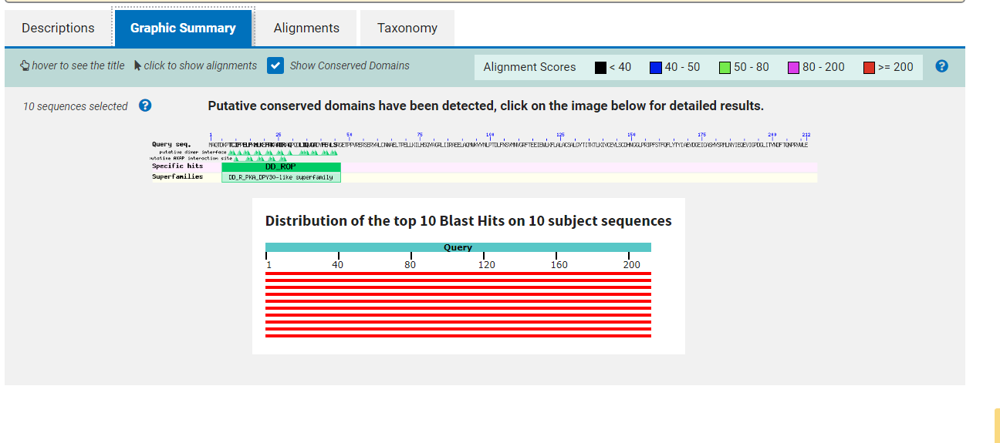 Descriptions
Graphic Summary
Alignments
Taxonomy
hover to see the title
click to show alignments
Show Conserved Domains
Alignment Scores
< 40
40 - 50
50 - 80
80 - 200
>= 200
?
10 sequences selected
?
Putative conserved domains have been detected, click on the image below for detailed results.
1 25 50 75 100 125 150 175 200 212
Query seq.
putative dimer interface
putative AKAP interaction site
Specific hits
DD_ROP
Superfamilies
DD_R_PKA_DPY30-like superfamily
Distribution of the top 10 Blast Hits on 10 subject sequences
Query
1 40 80 120 160 200